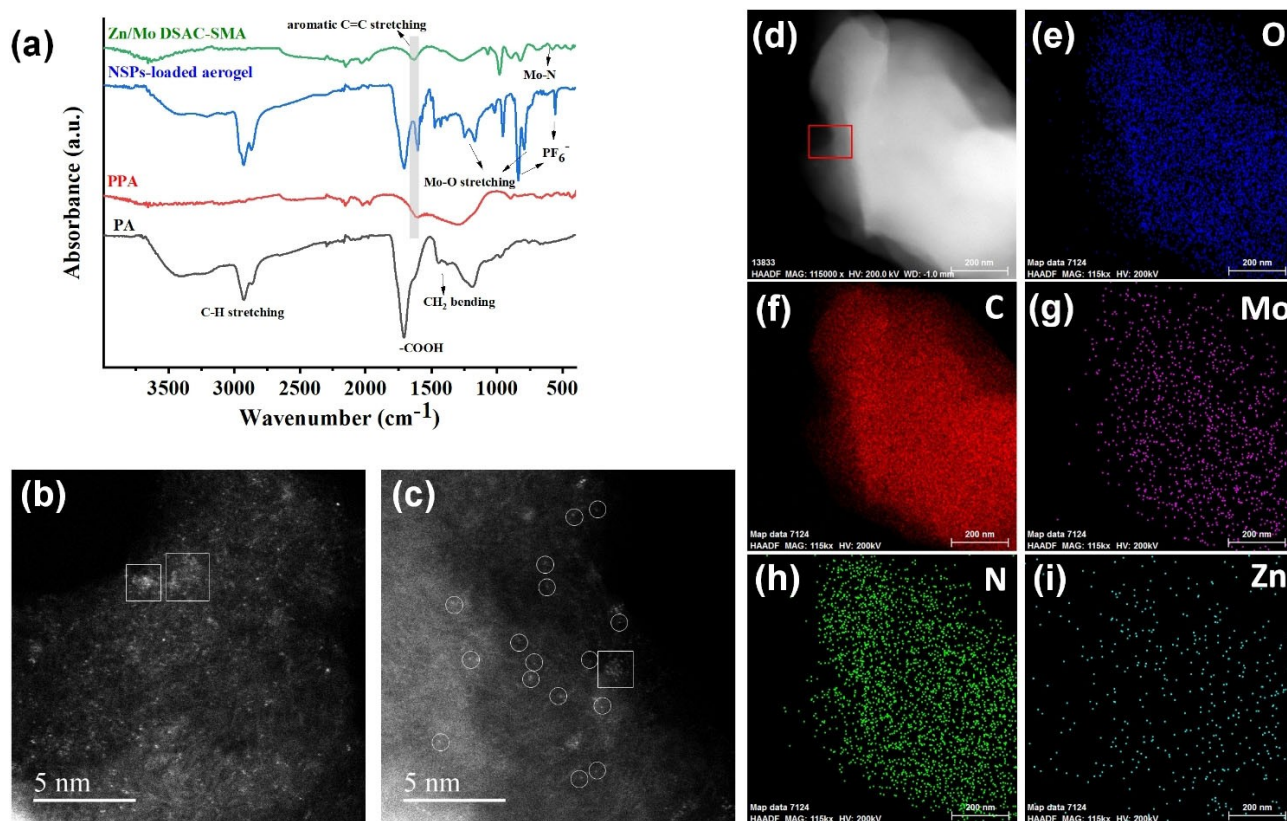 (a)
Zn/Mo DSAC-SMA
aromatic C=C stretching
NSPs-loaded aerogel
Mo-N
PF₆⁻
Mo-O stretching
PPA
PA
C-H stretching
CH₂ bending
-COOH
Absorbance (a.u.)
3500 3000 2500 2000 1500 1000 500
Wavenumber (cm⁻¹)
(b)
5 nm
(c)
5 nm
(d)
13833
HAADF MAG: 115000 x HV: 200.0 kV WD: -1.0 mm
200 nm
(e) O
Map data 7124
HAADF MAG: 115kx HV: 200kV
200 nm
(f) C
Map data 7124
HAADF MAG: 115kx HV: 200kV
200 nm
(g) Mo
Map data 7124
HAADF MAG: 115kx HV: 200kV
200 nm
(h) N
Map data 7124
HAADF MAG: 115kx HV: 200kV
200 nm
(i) Zn
Map data 7124
HAADF MAG: 115kx HV: 200kV
200 nm